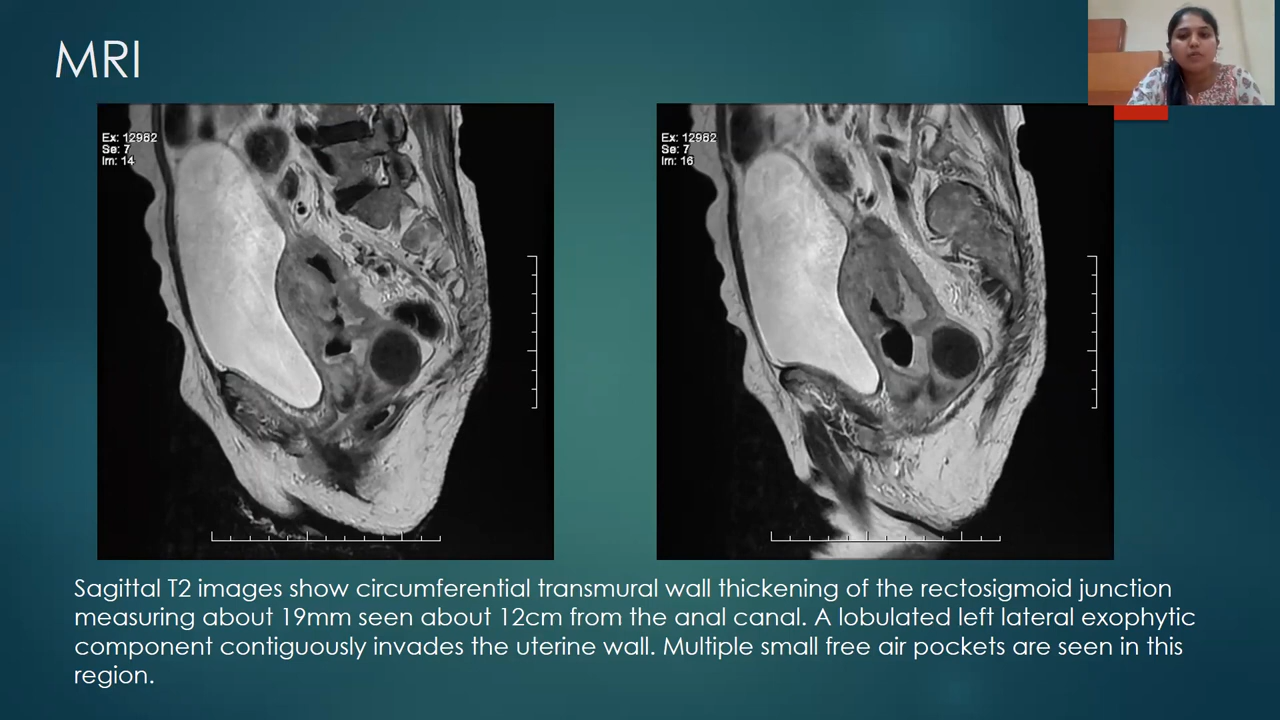 MRI
Ex: 12982
Se: 7
Im: 14
Ex: 12982
Se: 7
Im: 16
Sagittal T2 images show circumferential transmural wall thickening of the rectosigmoid junction
measuring about 19mm seen about 12cm from the anal canal. A lobulated left lateral exophytic
component contiguously invades the uterine wall. Multiple small free air pockets are seen in this
region.